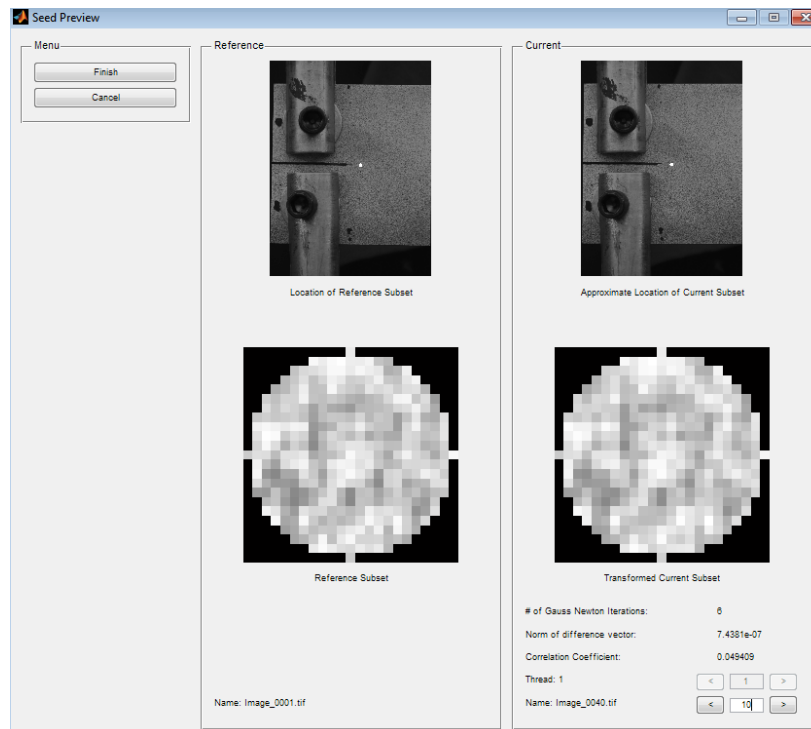 Seed Preview
Menu
Finish
Cancel
Reference
Location of Reference Subset
Reference Subset
Name: Image_0001.tif
Current
Approximate Location of Current Subset
Transformed Current Subset
# of Gauss Newton Iterations: 6
Norm of difference vector: 7.4381e-07
Correlation Coefficient: 0.049409
Thread: 1 < 1 >
Name: Image_0040.tif < 10 >